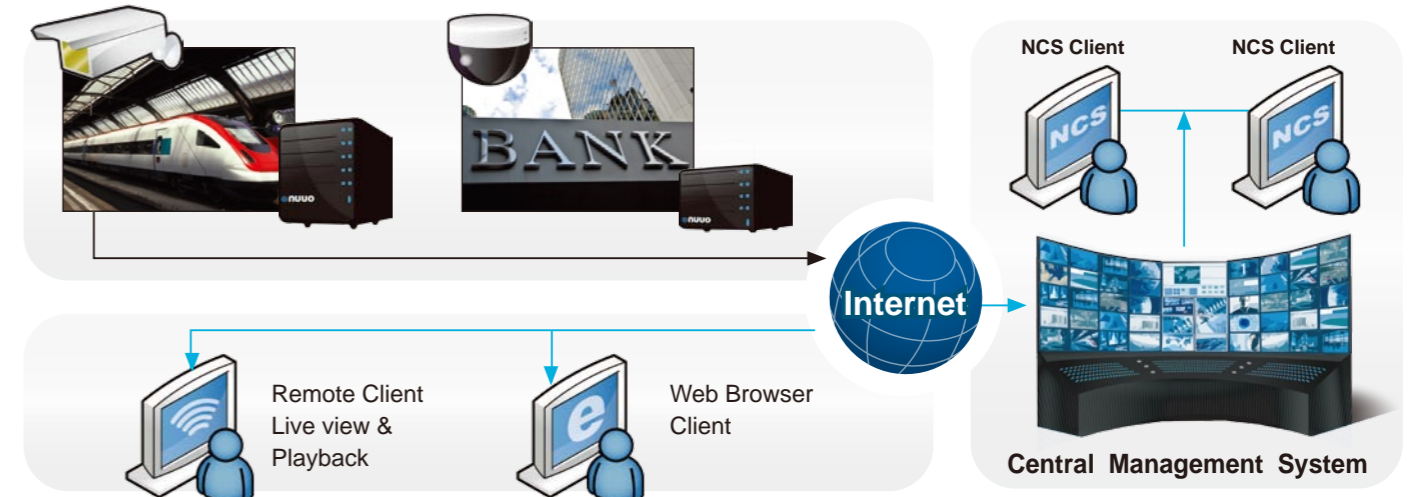 NCS Client
NCS Client
NCS
NCS
BANK
nuuo
nuuo
Internet
Remote Client
Live view &
Playback
e
Web Browser
Client
Central Management System